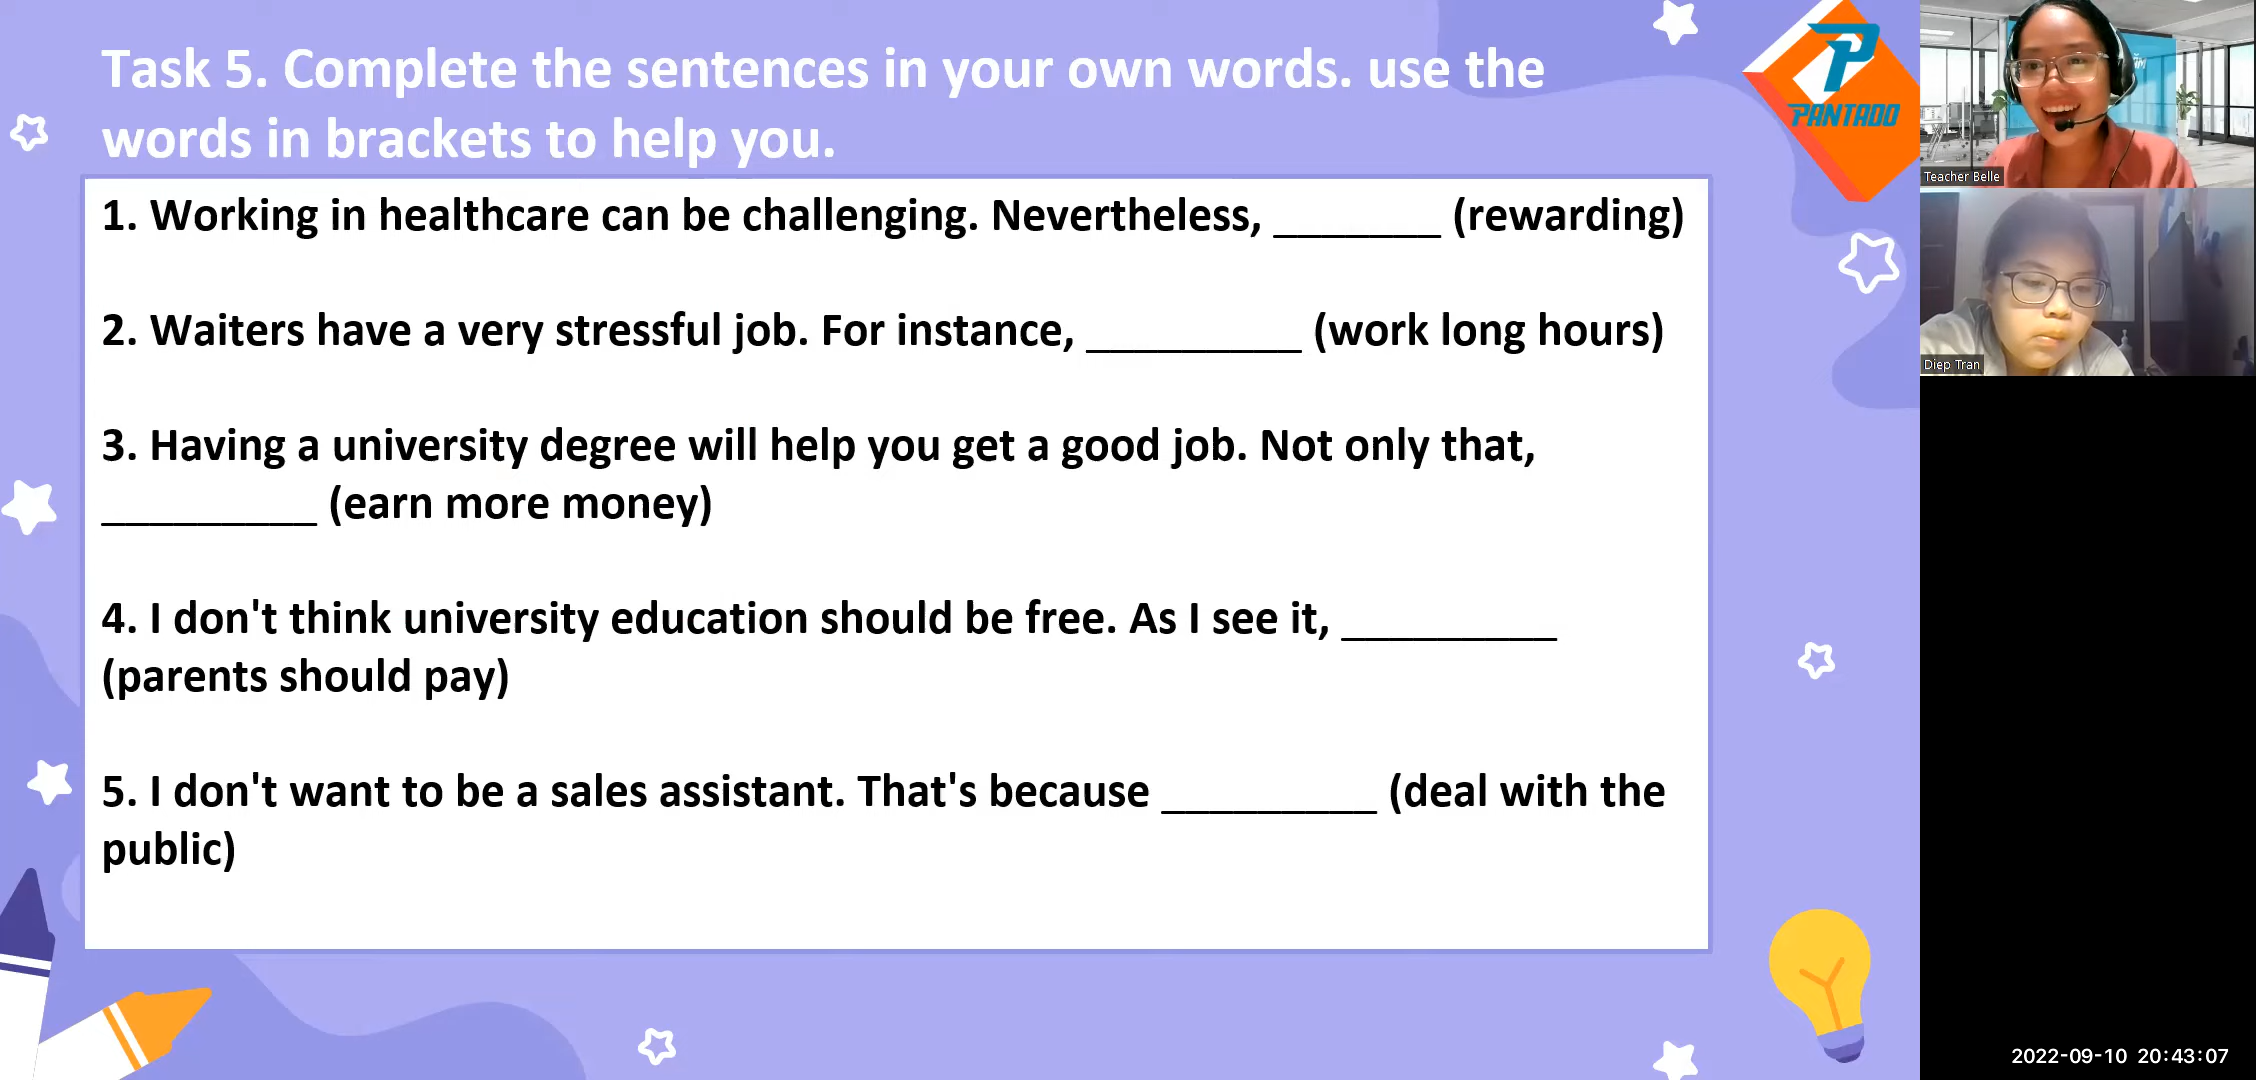 Task 5. Complete the sentences in your own words. use the
words in brackets to help you.
1. Working in healthcare can be challenging. Nevertheless, _______ (rewarding)
2. Waiters have a very stressful job. For instance, _________ (work long hours)
3. Having a university degree will help you get a good job. Not only that,
_________ (earn more money)
4. I don't think university education should be free. As I see it, _________
(parents should pay)
5. I don't want to be a sales assistant. That's because _________ (deal with the
public)
PANTADO
Teacher Belle
Diep Tran
2022-09-10 20:43:07